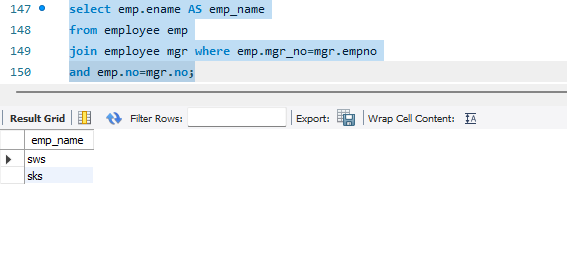 147 select emp.ename AS emp_name
148 from employee emp
149 join employee mgr where emp.mgr_no=mgr.empno
150 and emp.no=mgr.no;
Result Grid Filter Rows: Export: Wrap Cell Content: IA
emp_name
sws
sks